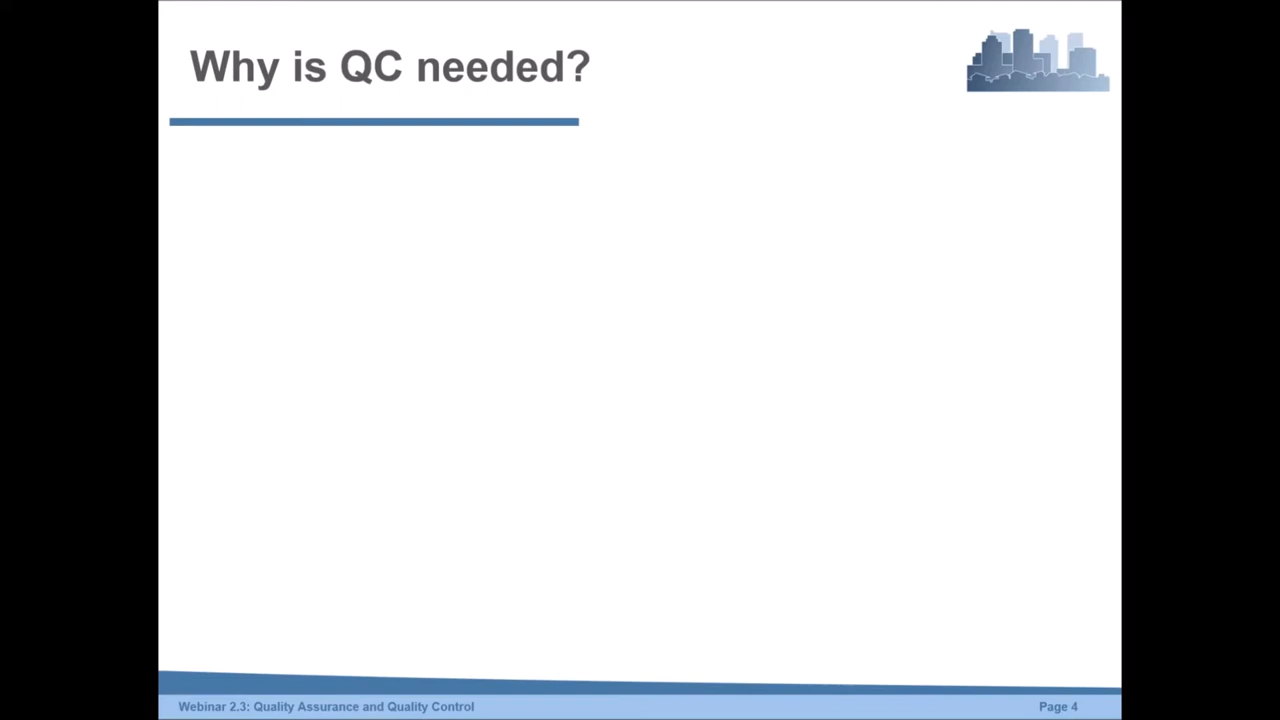 Why is QC needed?
Webinar 2.3: Quality Assurance and Quality Control
Page 4